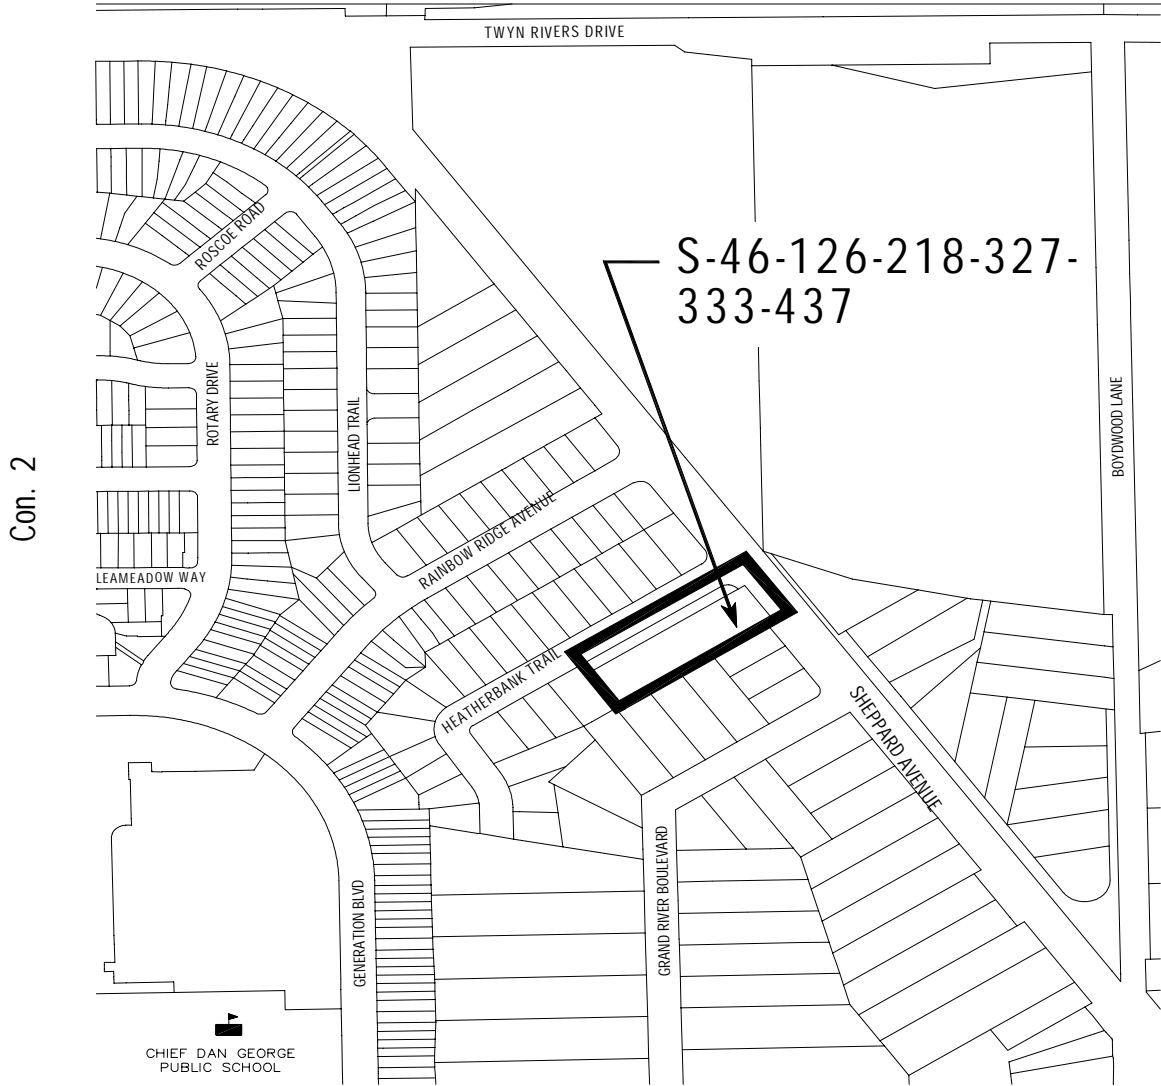 TWYN RIVERS DRIVE
ROSCOE ROAD
S-46-126-218-327-
333-437
ROTARY DRIVE
LIONHEAD TRAIL
BOYDWOOD LANE
Con. 2
RAINBOW RIDGE AVENUE
LEAMEADOW WAY
HEATHERBANK TRAIL
SHEPPARD AVENUE
GENERATION BLVD
GRAND RIVER BOULEVARD
CHIEF DAN GEORGE
PUBLIC SCHOOL